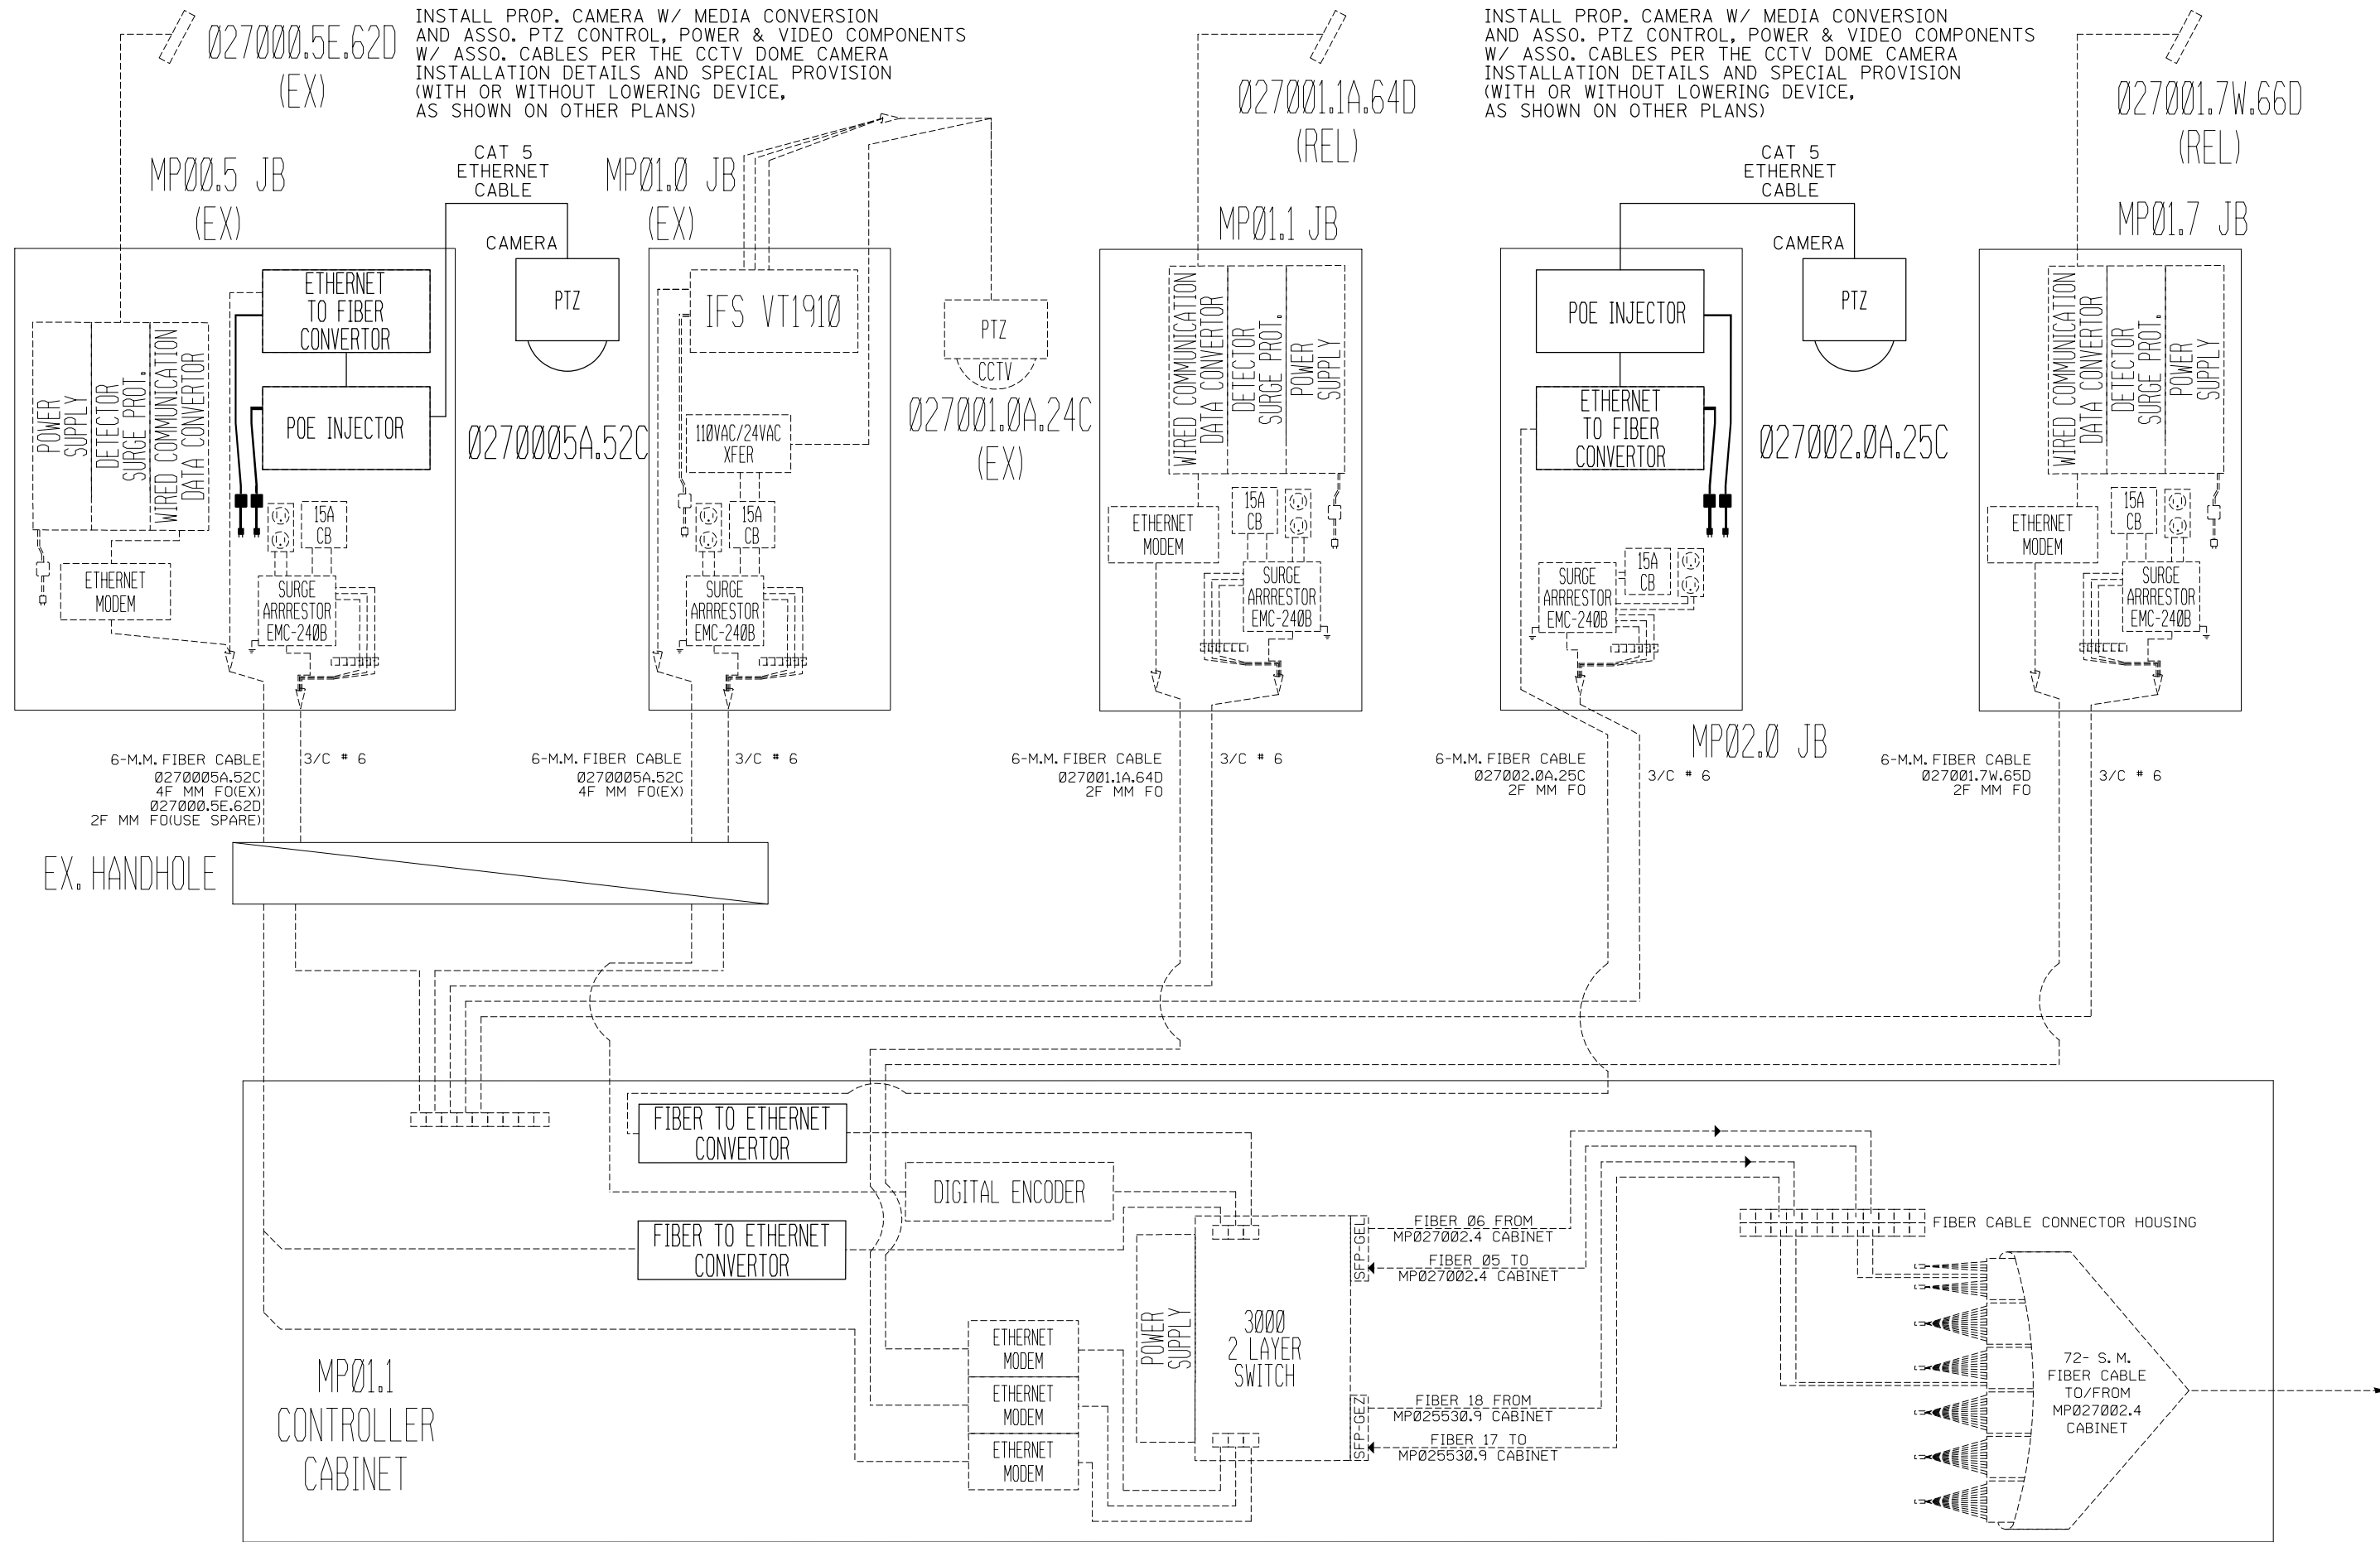 Ø27ØØØ.5E.62D
(EX)
INSTALL PROP. CAMERA W/ MEDIA CONVERSION
AND ASSO. PTZ CONTROL, POWER & VIDEO COMPONENTS
W/ ASSO. CABLES PER THE CCTV DOME CAMERA
INSTALLATION DETAILS AND SPECIAL PROVISION
(WITH OR WITHOUT LOWERING DEVICE,
AS SHOWN ON OTHER PLANS)
Ø27ØØ1.1A.64D
(REL)
INSTALL PROP. CAMERA W/ MEDIA CONVERSION
AND ASSO. PTZ CONTROL, POWER & VIDEO COMPONENTS
W/ ASSO. CABLES PER THE CCTV DOME CAMERA
INSTALLATION DETAILS AND SPECIAL PROVISION
(WITH OR WITHOUT LOWERING DEVICE,
AS SHOWN ON OTHER PLANS)
Ø27ØØ1.7W.66D
(REL)
MPØØ.5 JB
(EX)
CAT 5
ETHERNET
CABLE
CAMERA
PTZ
Ø27ØØØ5A.52C
MPØ1.Ø JB
(EX)
PTZ
CCTV
Ø27ØØ1.ØA.24C
(EX)
MPØ1.1 JB
CAT 5
ETHERNET
CABLE
CAMERA
PTZ
Ø27ØØ2.ØA.25C
MPØ1.7 JB
POWER
SUPPLY
DETECTOR
SURGE PROT.
WIRED COMMUNICATION
DATA CONVERTOR
ETHERNET
TO FIBER
CONVERTOR
POE INJECTOR
15A
CB
ETHERNET
MODEM
SURGE
ARRRESTOR
EMC-24ØB
IFS VT191Ø
11ØVAC/24VAC
XFER
15A
CB
SURGE
ARRRESTOR
EMC-24ØB
WIRED COMMUNICATION
DATA CONVERTOR
DETECTOR
SURGE PROT.
POWER
SUPPLY
ETHERNET
MODEM
15A
CB
SURGE
ARRRESTOR
EMC-24ØB
POE INJECTOR
ETHERNET
TO FIBER
CONVERTOR
15A
CB
SURGE
ARRRESTOR
EMC-24ØB
MPØ2.Ø JB
WIRED COMMUNICATION
DATA CONVERTOR
DETECTOR
SURGE PROT.
POWER
SUPPLY
ETHERNET
MODEM
15A
CB
SURGE
ARRRESTOR
EMC-24ØB
6-M.M. FIBER CABLE
Ø27ØØØ5A.52C
4F MM FO(EX)
Ø27ØØØ.5E.62D
2F MM FO(USE SPARE)
3/C # 6
6-M.M. FIBER CABLE
Ø27ØØØ5A.52C
4F MM FO(EX)
3/C # 6
6-M.M. FIBER CABLE
Ø27ØØ1.1A.64D
2F MM FO
3/C # 6
6-M.M. FIBER CABLE
Ø27ØØ2.ØA.25C
2F MM FO
3/C # 6
6-M.M. FIBER CABLE
Ø27ØØ1.7W.65D
2F MM FO
3/C # 6
EX. HANDHOLE
FIBER TO ETHERNET
CONVERTOR
DIGITAL ENCODER
FIBER TO ETHERNET
CONVERTOR
ETHERNET
MODEM
ETHERNET
MODEM
ETHERNET
MODEM
POWER
SUPPLY
3ØØØ
2 LAYER
SWITCH
SFP-GE1
SFP-GEZ
FIBER Ø6 FROM
MPØ27ØØ2.4 CABINET
FIBER Ø5 TO
MPØ27ØØ2.4 CABINET
FIBER 18 FROM
MPØ2553Ø.9 CABINET
FIBER 17 TO
MPØ2553Ø.9 CABINET
FIBER CABLE CONNECTOR HOUSING
72- S. M.
FIBER CABLE
TO/FROM
MPØ27ØØ2.4
CABINET
MPØ1.1
CONTROLLER
CABINET